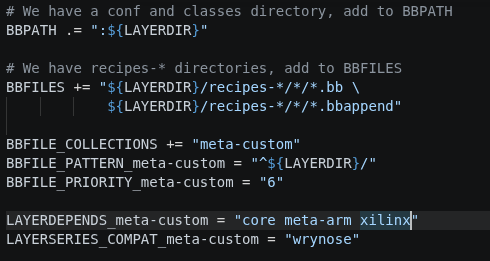 # We have a conf and classes directory, add to BBPATH
BBPATH .= ":${LAYERDIR}"
# We have recipes-* directories, add to BBFILES
BBFILES += "${LAYERDIR}/recipes-*/*/*.bb \
${LAYERDIR}/recipes-*/*/*.bbappend"
BBFILE_COLLECTIONS += "meta-custom"
BBFILE_PATTERN_meta-custom = "^${LAYERDIR}/"
BBFILE_PRIORITY_meta-custom = "6"
LAYERDEPENDS_meta-custom = "core meta-arm xilinx"
LAYERSERIES_COMPAT_meta-custom = "wrynose"